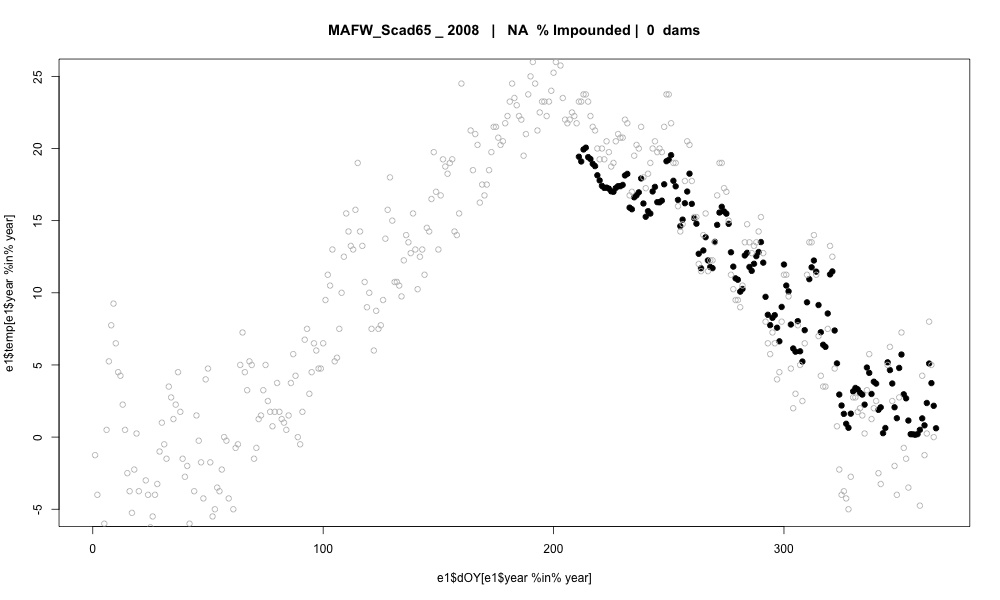 MAFW_Scad65 _ 2008 | NA % Impounded | 0 dams
e1$temp[e1$year %in% year]
25
20
15
10
5
0
-5
0 100 200 300
e1$dOY[e1$year %in% year]